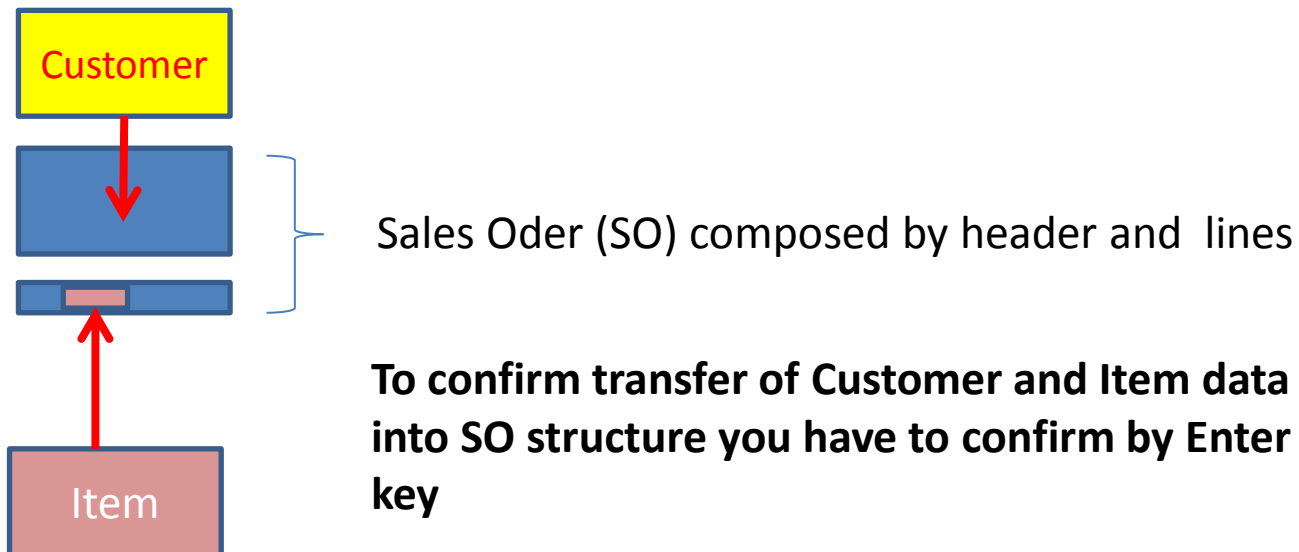 Customer
Sales Oder (SO) composed by header and lines
To confirm transfer of Customer and Item data
into SO structure you have to confirm by Enter
key
Item